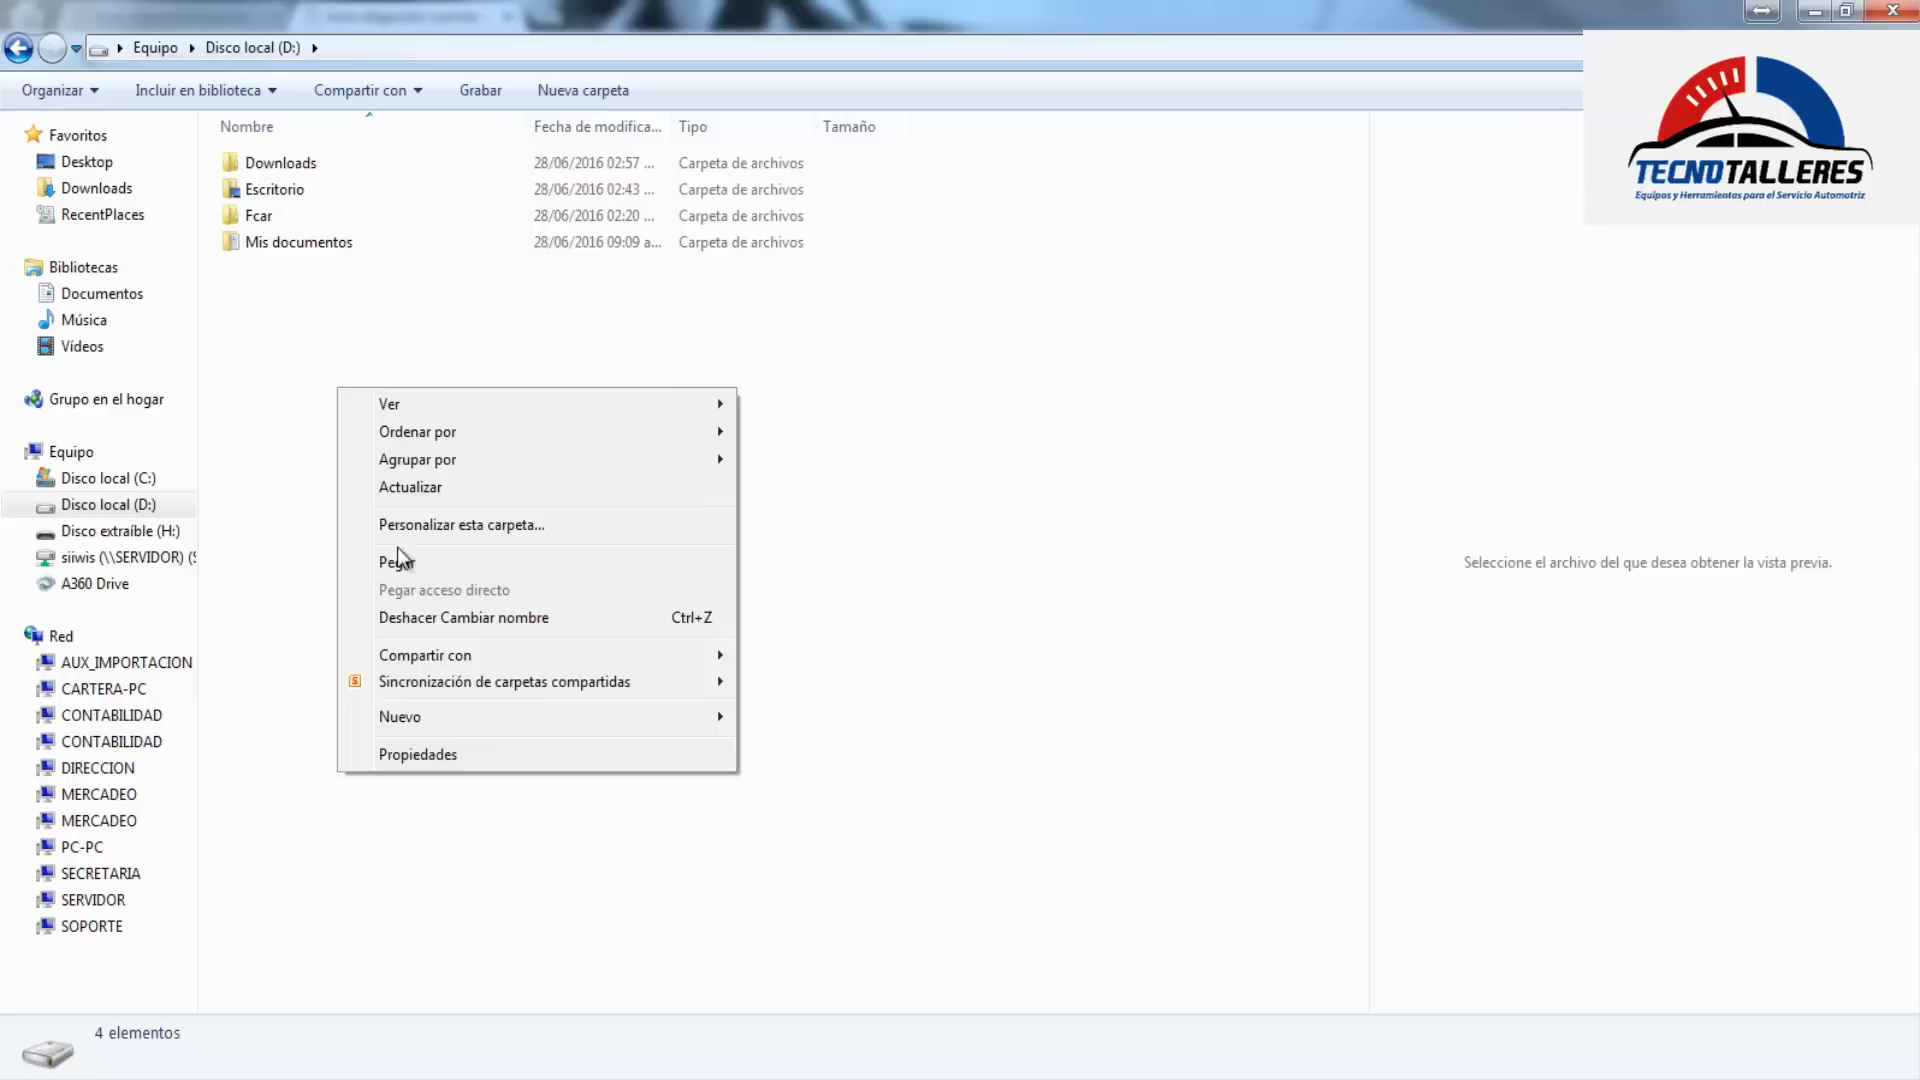 Equipo Disco local (D:)
Organizar Incluir en biblioteca Compartir con Grabar Nueva carpeta
TECNOTALLERES
Equipos y Herramientas para el Servicio Automotriz
Nombre Fecha de modifica... Tipo Tamaño
Downloads 28/06/2016 02:57 ... Carpeta de archivos
Escritorio 28/06/2016 02:43 ... Carpeta de archivos
Fcar 28/06/2016 02:20 ... Carpeta de archivos
Mis documentos 28/06/2016 09:09 a... Carpeta de archivos
Favoritos
Desktop
Downloads
RecentPlaces
Bibliotecas
Documentos
Música
Vídeos
Grupo en el hogar
Equipo
Disco local (C:)
Disco local (D:)
Disco extraíble (H:)
siiwis (\\SERVIDOR) (S
A360 Drive
Red
AUX_IMPORTACION
CARTERA-PC
CONTABILIDAD
CONTABILIDAD
DIRECCION
MERCADEO
MERCADEO
PC-PC
SECRETARIA
SERVIDOR
SOPORTE
Ver
Ordenar por
Agrupar por
Actualizar
Personalizar esta carpeta...
Pegar
Pegar acceso directo
Deshacer Cambiar nombre Ctrl+Z
Compartir con
S Sincronización de carpetas compartidas
Nuevo
Propiedades
Seleccione el archivo del que desea obtener la vista previa.
4 elementos